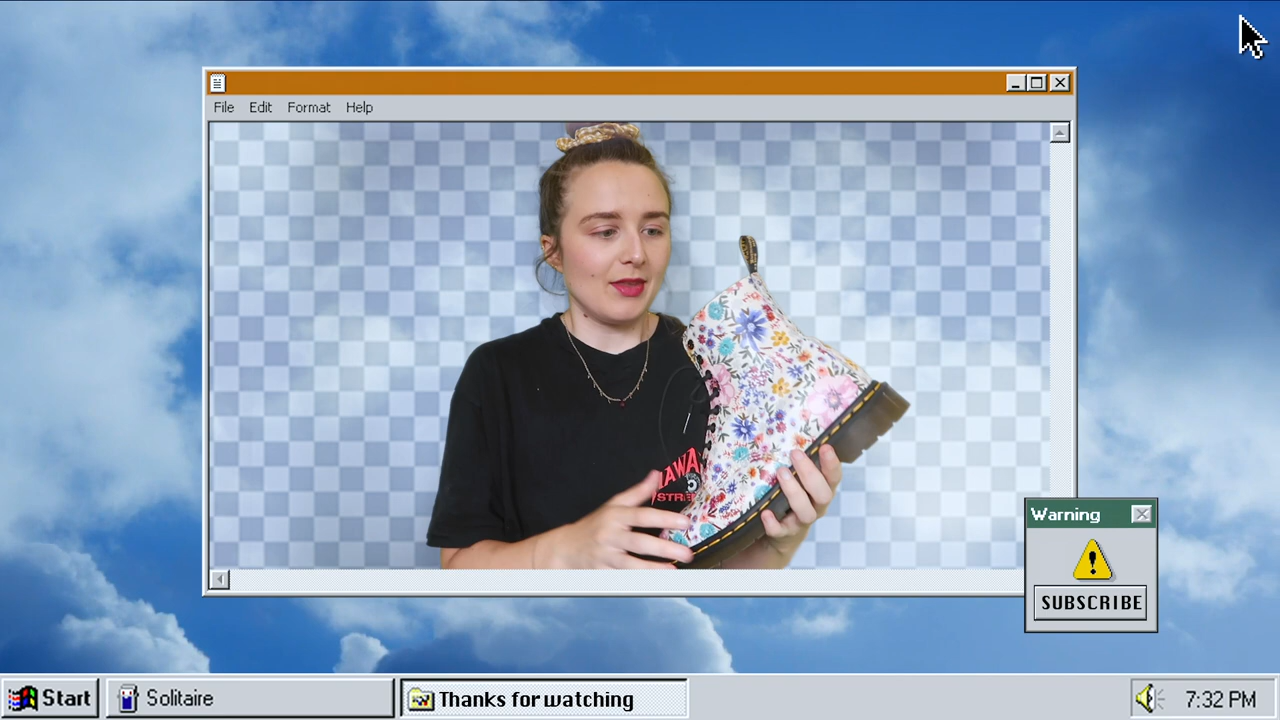 File Edit Format Help
Warning
SUBSCRIBE
Start Solitaire Thanks for watching 7:32 PM